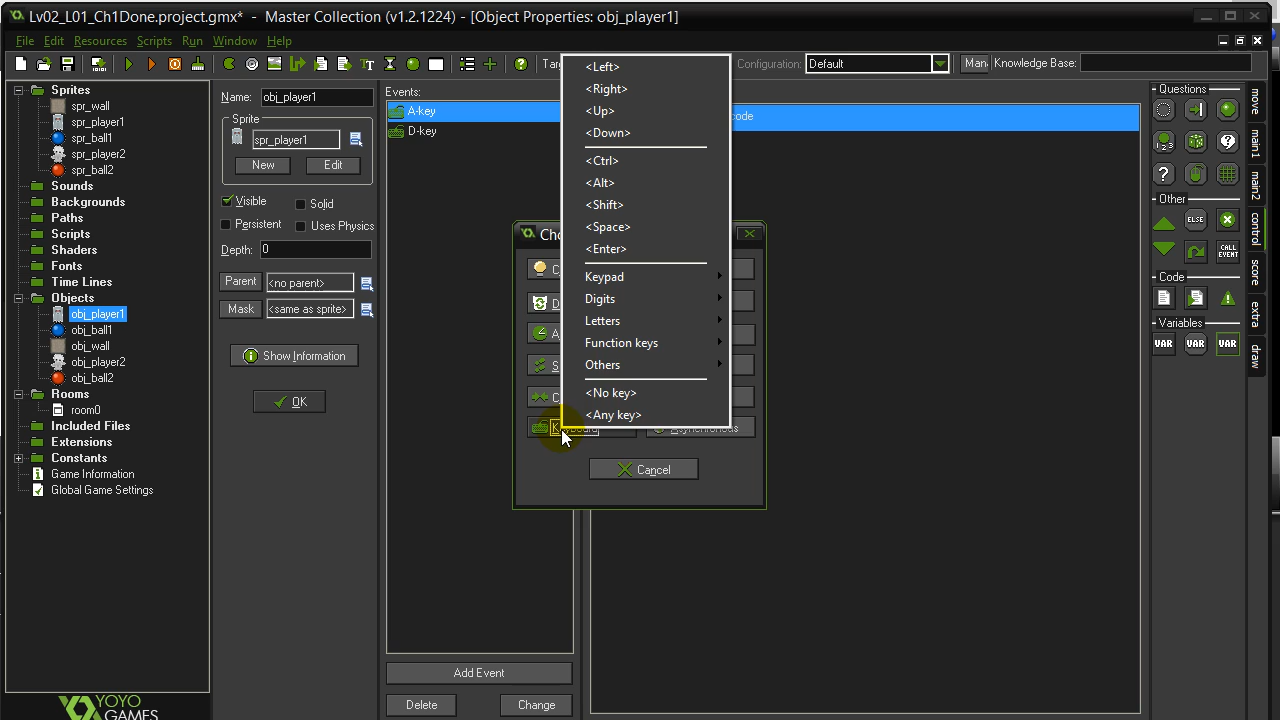 Lv02_L01_Ch1Done.project.gmx* - Master Collection (v1.2.1224) - [Object Properties: obj_player1]
File Edit Resources Scripts Run Window Help
Configuration: Default Man Knowledge Base:
Sprites
spr_wall
spr_player1
spr_ball1
spr_player2
spr_ball2
Sounds
Backgrounds
Paths
Scripts
Shaders
Fonts
Time Lines
Objects
obj_player1
obj_ball1
obj_wall
obj_player2
obj_ball2
Rooms
room0
Included Files
Extensions
Constants
Game Information
Global Game Settings
YOYO
GAMES
Name: obj_player1
Sprite
spr_player1
New Edit
Visible Solid
Persistent Uses Physics
Depth: 0
Parent <no parent>
Mask <same as sprite>
Show Information
OK
Events:
A-key
D-key
Add Event
Delete Change
code
Cancel
<Left>
<Right>
<Up>
<Down>
<Ctrl>
<Alt>
<Shift>
<Space>
<Enter>
Keypad
Digits
Letters
Function keys
Others
<No key>
<Any key>
Questions
Other
ELSE
CALL
EVENT
Code
Variables
VAR VAR VAR
move
main1
main2
control
score
extra
draw